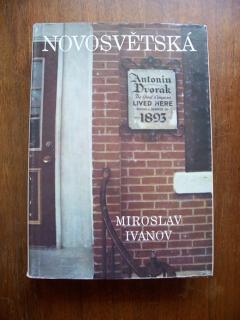 NOVOSVĚTSKÁ
Antonin
Dvorak
LIVED HERE
1893
MIROSLAV
IVANOV